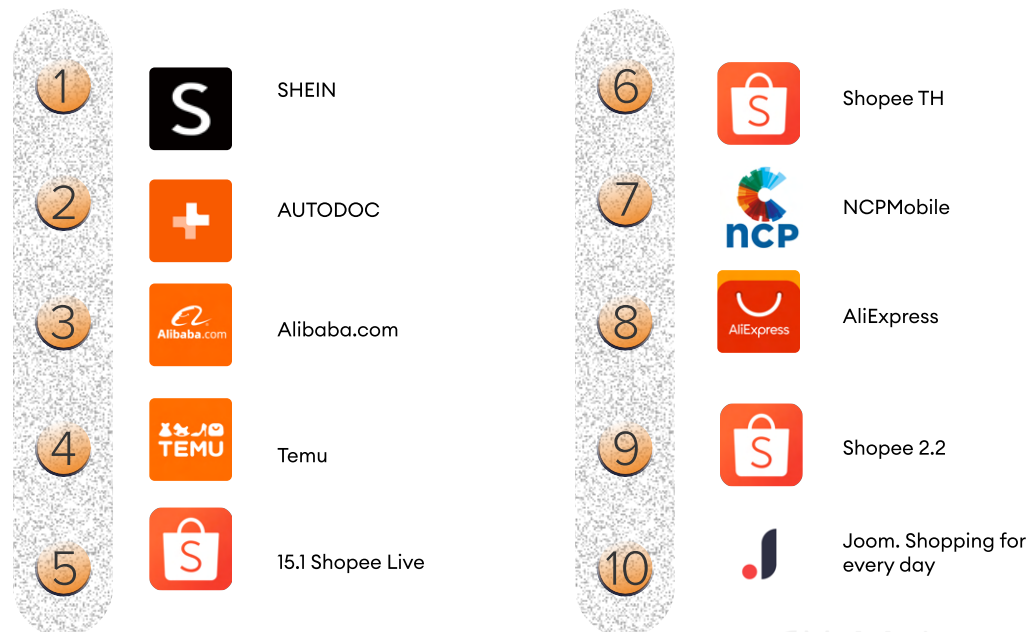 1
S
SHEIN
2
AUTODOC
3
Alibaba.com
Alibaba.com
4
TEMU
Temu
5
S
15.1 Shopee Live
6
S
Shopee TH
7
ncp
NCPMobile
8
AliExpress
AliExpress
9
S
Shopee 2.2
10
Joom. Shopping for
every day